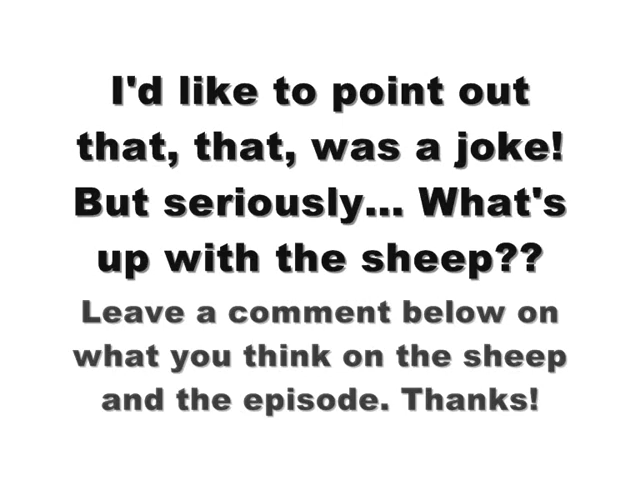 I'd like to point out
that, that, was a joke!
But seriously... What's
up with the sheep??
Leave a comment below on
what you think on the sheep
and the episode. Thanks!